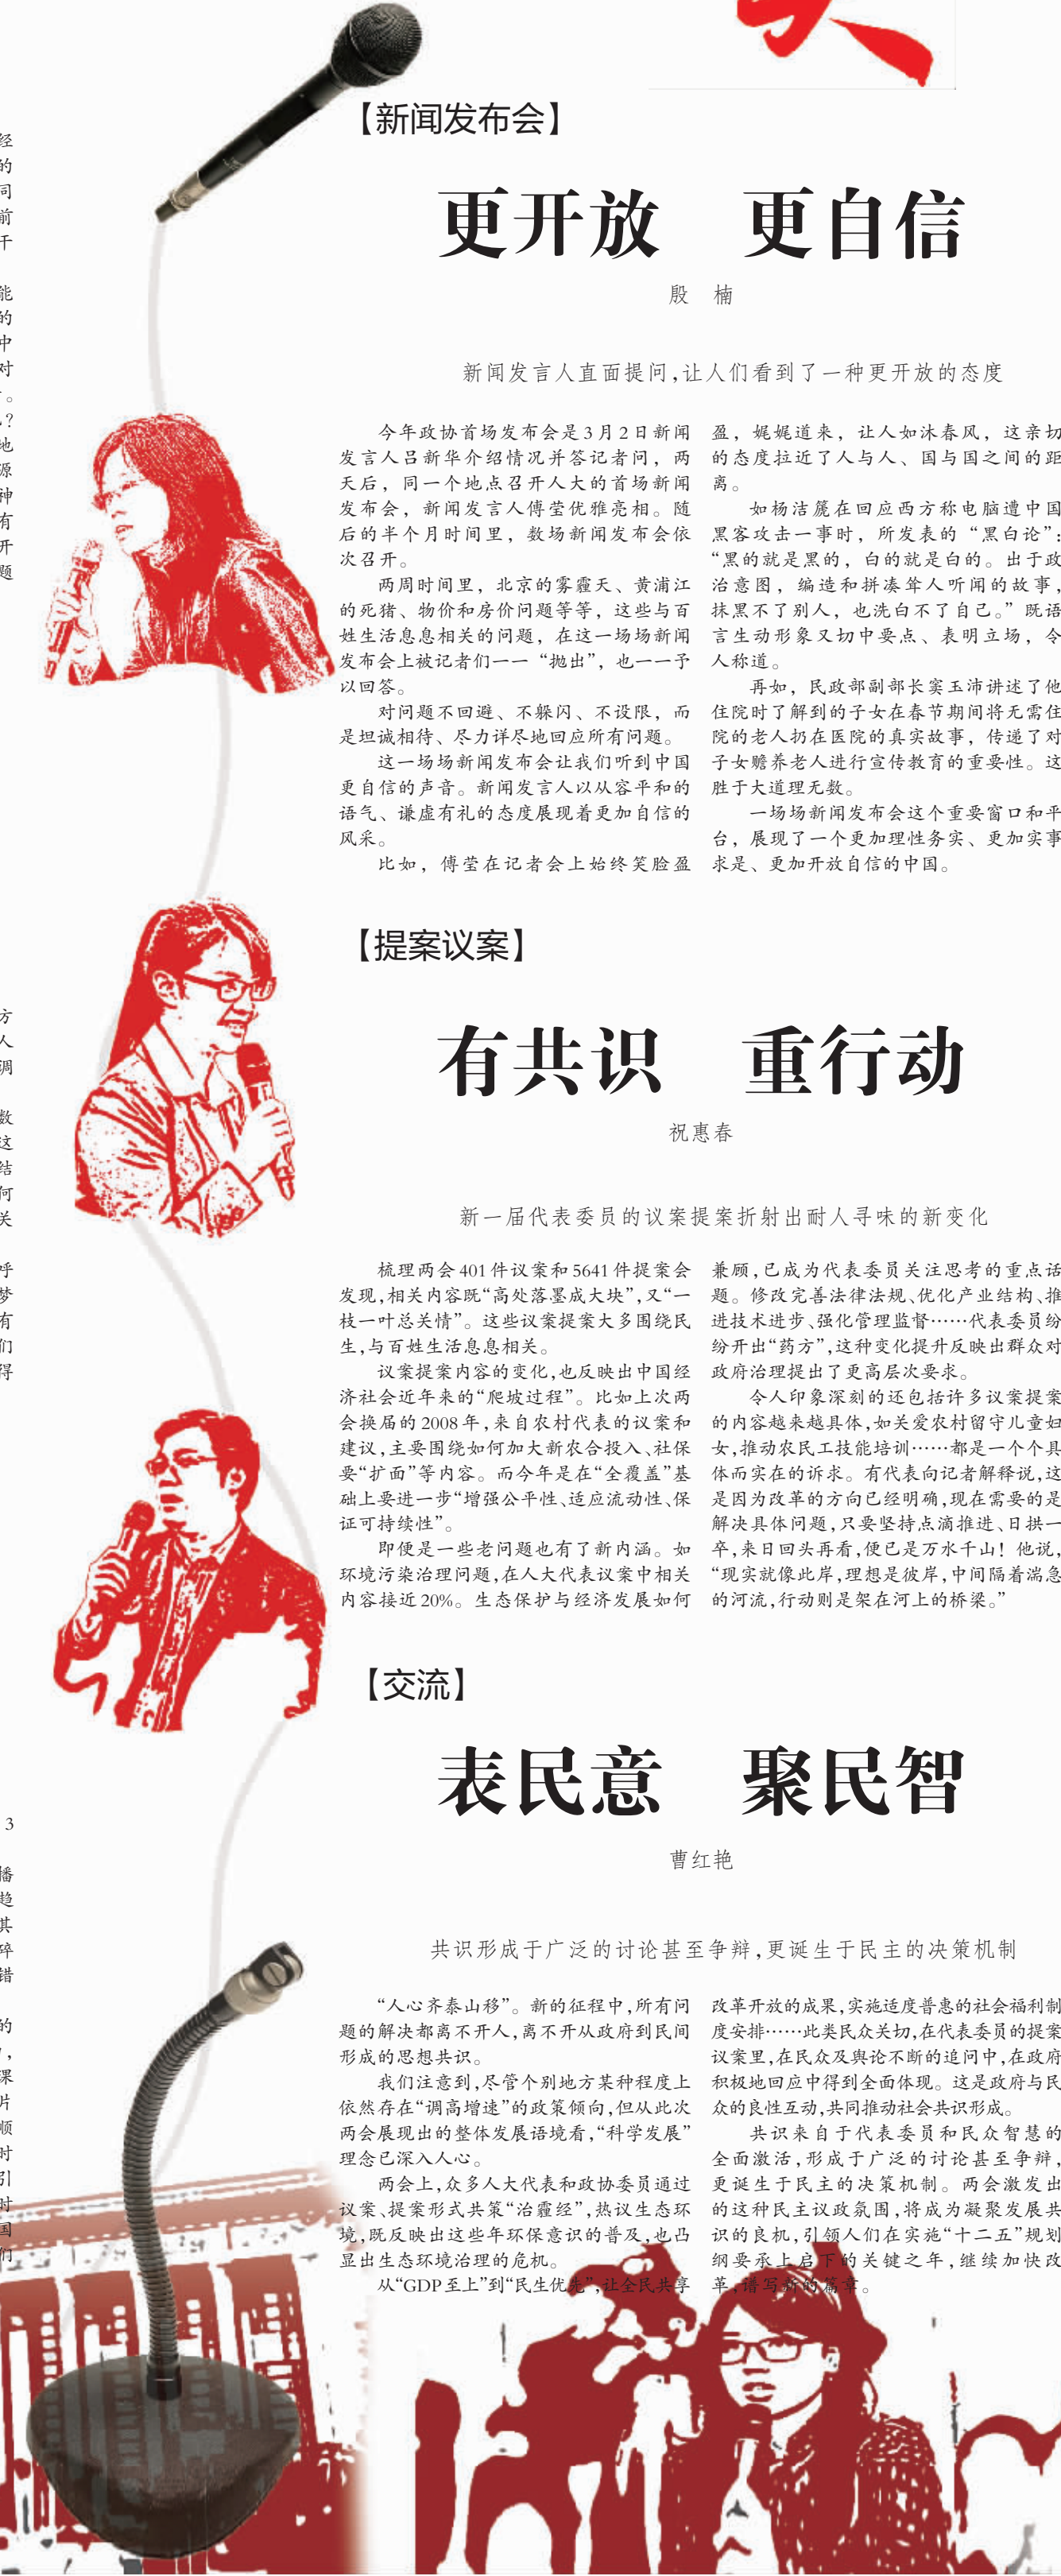 【新闻发布会】
更开放 更自信
殷 楠
新闻发言人直面提问,让人们看到了一种更开放的态度
今年政协首场发布会是3月2日新闻
发言人吕新华介绍情况并答记者问，两
天后，同一个地点召开人大的首场新闻
发布会，新闻发言人傅莹优雅亮相。随
后的半个月时间里，数场新闻发布会依
次召开。
两周时间里，北京的雾霾天、黄浦江
的死猪、物价和房价问题等等，这些与百
姓生活息息相关的问题，在这一场场新闻
发布会上被记者们一一“抛出”，也一一予
以回答。
对问题不回避、不躲闪、不设限，而
是坦诚相待、尽力详尽地回应所有问题。
这一场场新闻发布会让我们听到中国
更自信的声音。新闻发言人以从容平和的
语气、谦虚有礼的态度展现着更加自信的
风采。
比如，傅莹在记者会上始终笑脸盈
盈，娓娓道来，让人如沐春风，这亲切
的态度拉近了人与人、国与国之间的距
离。
如杨洁篪在回应西方称电脑遭中国
黑客攻击一事时，所发表的“黑白论”：
“黑的就是黑的，白的就是白的。出于政
治意图，编造和拼凑耸人听闻的故事，
抹黑不了别人，也洗白不了自己。”既语
言生动形象又切中要点、表明立场，令
人称道。
再如，民政部副部长窦玉沛讲述了他
住院时了解到的子女在春节期间将无需住
院的老人扔在医院的真实故事，传递了对
子女赡养老人进行宣传教育的重要性。这
胜于大道理无数。
一场场新闻发布会这个重要窗口和平
台，展现了一个更加理性务实、更加实事
求是、更加开放自信的中国。
【提案议案】
有共识 重行动
祝惠春
新一届代表委员的议案提案折射出耐人寻味的新变化
梳理两会401件议案和5641件提案会
发现,相关内容既“高处落墨成大块”,又“一
枝一叶总关情”。这些议案提案大多围绕民
生,与百姓生活息息相关。
议案提案内容的变化,也反映出中国经
济社会近年来的“爬坡过程”。比如上次两
会换届的2008年,来自农村代表的议案和
建议,主要围绕如何加大新农合投入、社保
要“扩面”等内容。而今年是在“全覆盖”基
础上要进一步“增强公平性、适应流动性、保
证可持续性”。
即便是一些老问题也有了新内涵。如
环境污染治理问题,在人大代表议案中相关
内容接近20%。生态保护与经济发展如何
兼顾,已成为代表委员关注思考的重点话
题。修改完善法律法规、优化产业结构、推
进技术进步、强化管理监督……代表委员纷
纷开出“药方”,这种变化提升反映出群众对
政府治理提出了更高层次要求。
令人印象深刻的还包括许多议案提案
的内容越来越具体,如关爱农村留守儿童妇
女,推动农民工技能培训……都是一个个具
体而实在的诉求。有代表向记者解释说,这
是因为改革的方向已经明确,现在需要的是
解决具体问题,只要坚持点滴推进、日拱一
卒,来日回头再看,便已是万水千山！他说,
“现实就像此岸,理想是彼岸,中间隔着湍急
的河流,行动则是架在河上的桥梁。”
【交流】
表民意 聚民智
曹红艳
共识形成于广泛的讨论甚至争辩,更诞生于民主的决策机制
“人心齐泰山移”。新的征程中,所有问
题的解决都离不开人,离不开从政府到民间
形成的思想共识。
我们注意到,尽管个别地方某种程度上
依然存在“调高增速”的政策倾向,但从此次
两会展现出的整体发展语境看,“科学发展”
理念已深入人心。
两会上,众多人大代表和政协委员通过
议案、提案形式共策“治霾经”,热议生态环
境,既反映出这些年环保意识的普及,也凸
显出生态环境治理的危机。
从“GDP至上”到“民生优先”,让全民共享
改革开放的成果,实施适度普惠的社会福利制
度安排……此类民众关切,在代表委员的提案
议案里,在民众及舆论不断的追问中,在政府
积极地回应中得到全面体现。这是政府与民
众的良性互动,共同推动社会共识形成。
共识来自于代表委员和民众智慧的
全面激活,形成于广泛的讨论甚至争辩,
更诞生于民主的决策机制。两会激发出
的这种民主议政氛围,将成为凝聚发展共
识的良机,引领人们在实施“十二五”规划
纲要承上启下的关键之年,继续加快改
革,谱写新的篇章。